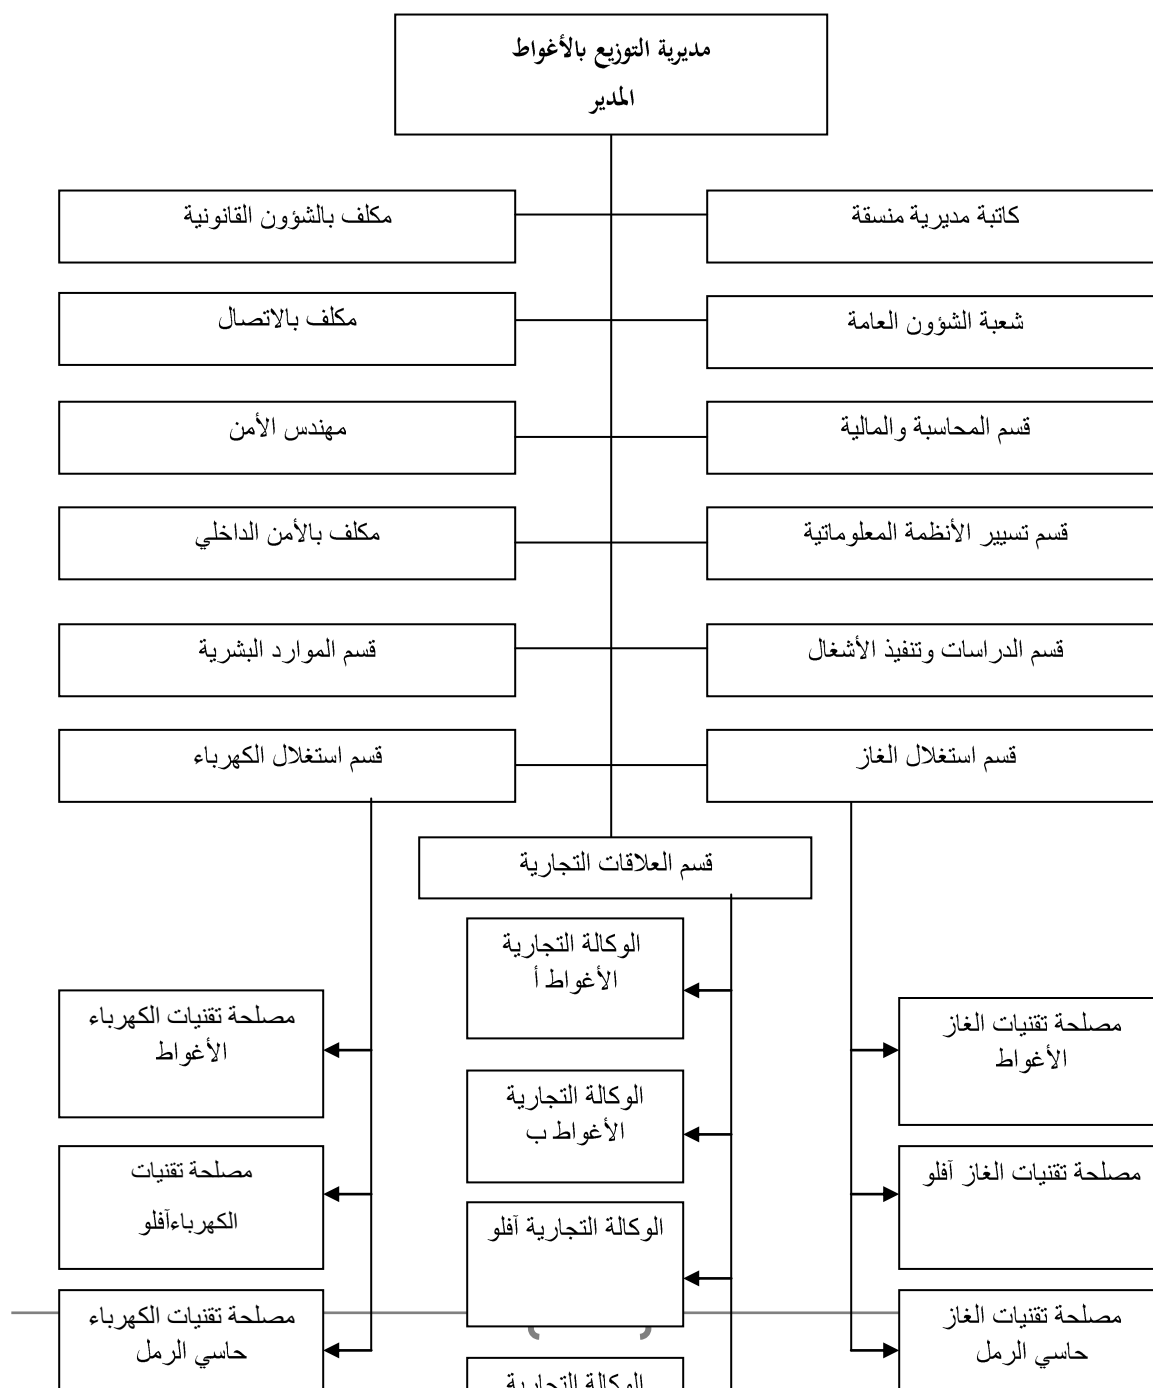 مديرية التوزيع بالأغواط
المدير
كاتبة مديرية منسقة
مكلف بالشؤون القانونية
شعبة الشؤون العامة
مكلف بالاتصال
قسم المحاسبة والمالية
مهندس الأمن
قسم تسيير الأنظمة المعلوماتية
مكلف بالأمن الداخلي
قسم الدراسات وتنفيذ الأشغال
قسم الموارد البشرية
قسم استغلال الغاز
قسم استغلال الكهرباء
قسم العلاقات التجارية
مصلحة تقنيات الغاز
الأغواط
مصلحة تقنيات الغاز آفلو
مصلحة تقنيات الغاز
حاسي الرمل
الوكالة التجارية
الأغواط أ
الوكالة التجارية
الأغواط ب
الوكالة التجارية آفلو
الوكالة التجارية
مصلحة تقنيات الكهرباء
الأغواط
مصلحة تقنيات
الكهرباءآفلو
مصلحة تقنيات الكهرباء
حاسي الرمل